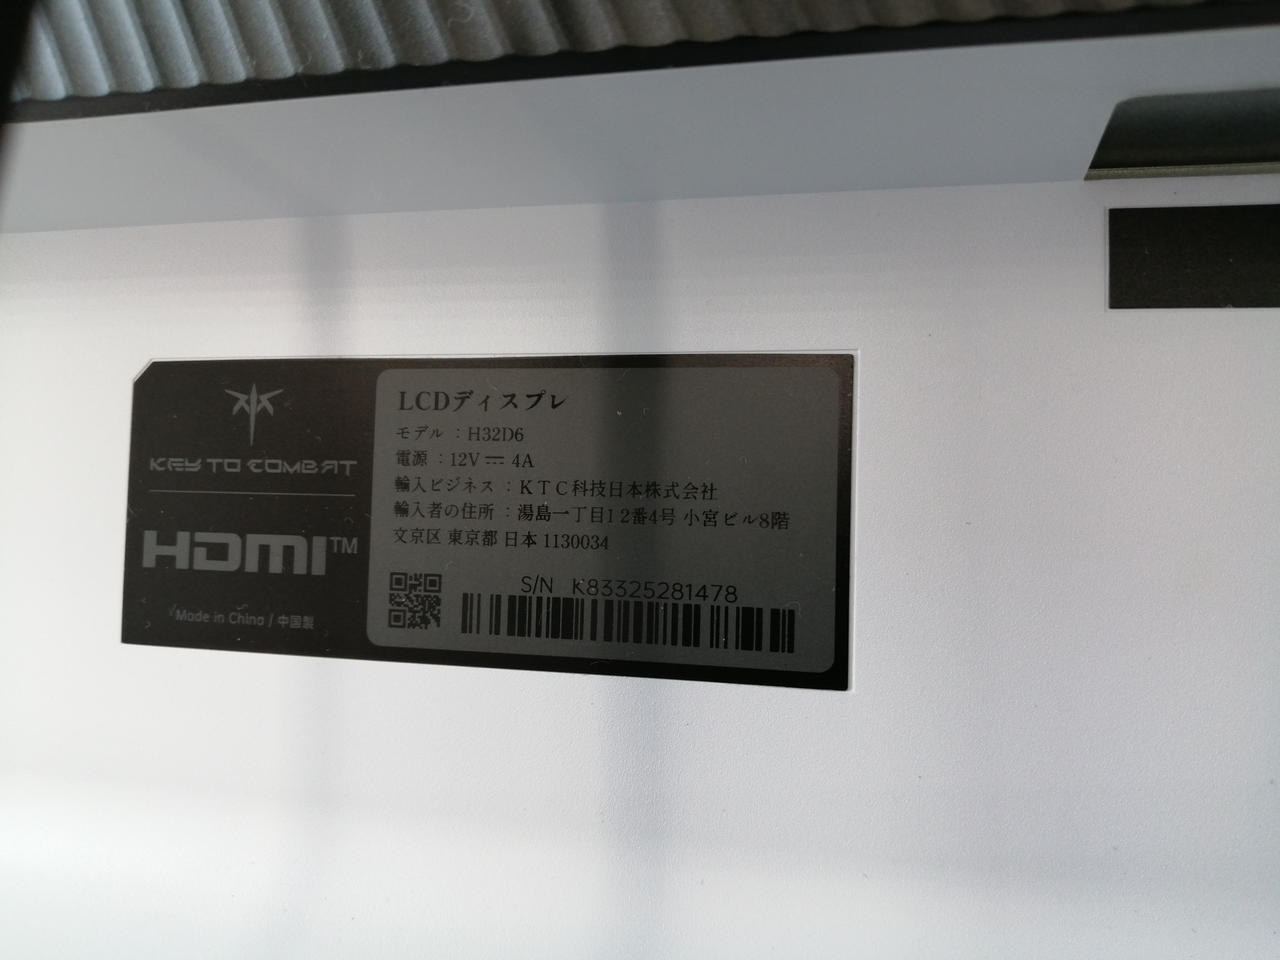 KEY TO COMBAT
HDMI™
Made in China / 中国製
LCDディスプレ
モデル : H32D6
電源 : 12V ⎓ 4A
輸入ビジネス : KTC科技日本株式会社
輸入者の住所 : 湯島一丁目12番4号 小宮ビル8階
文京区 東京都 日本 1130034
S/N K83325281478